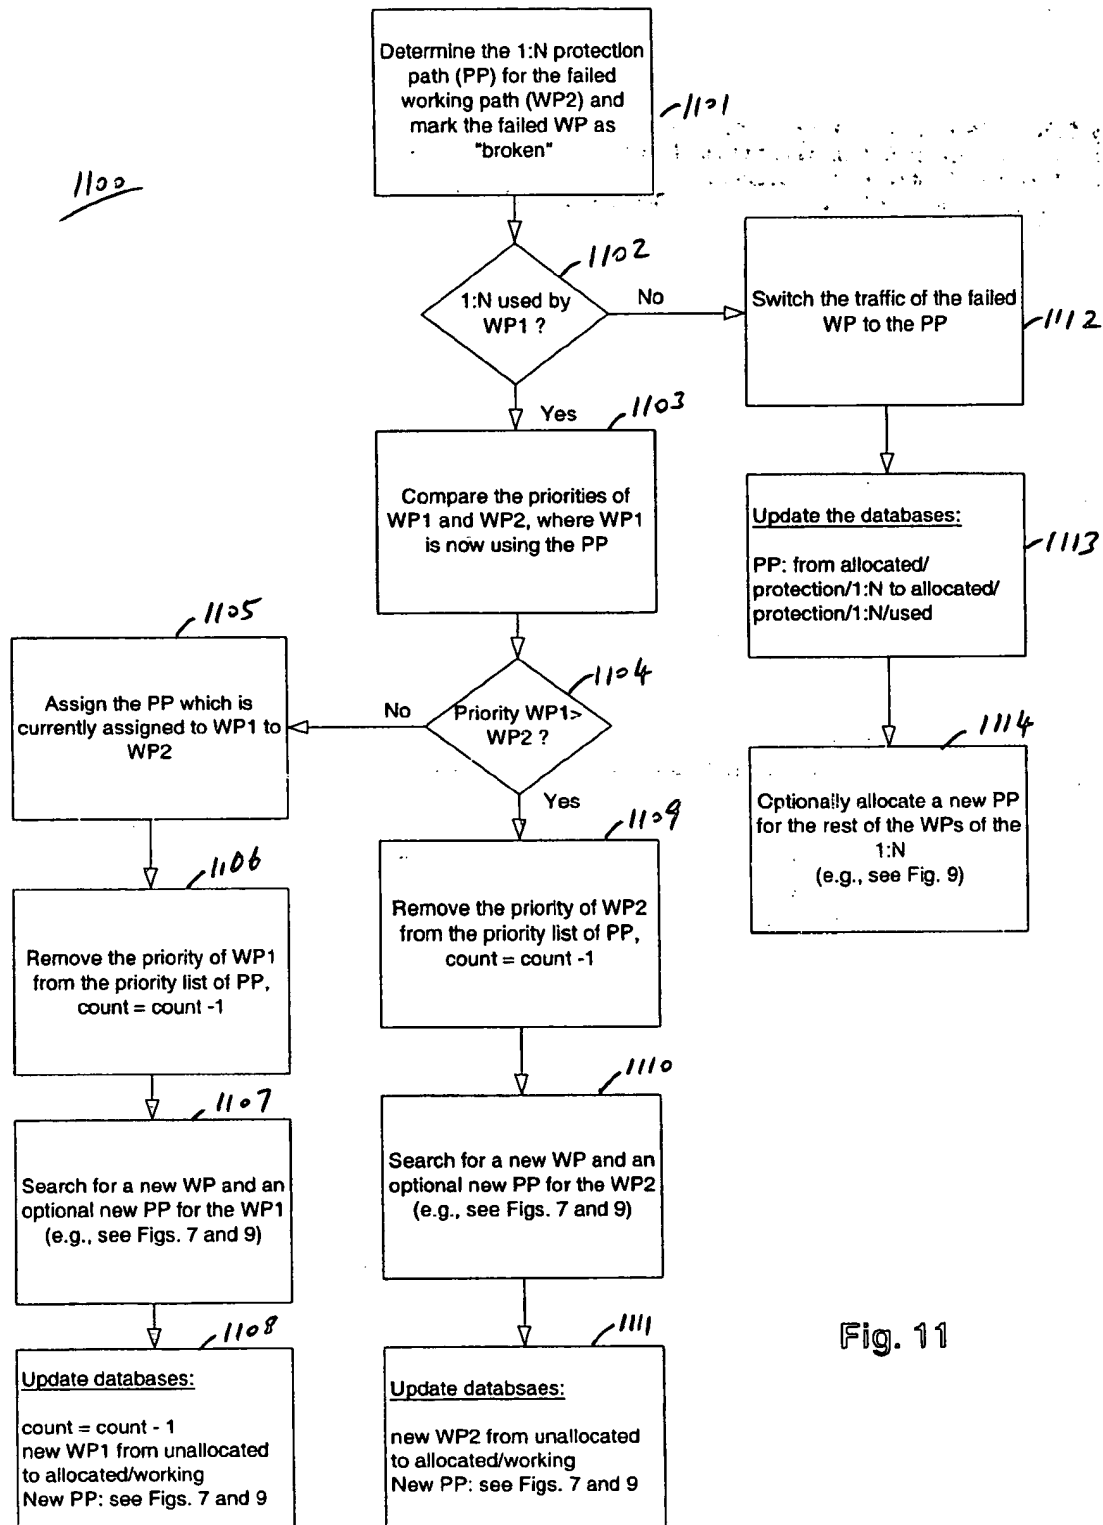 Determine the 1:N protection
path (PP) for the failed
working path (WP2) and
mark the failed WP as
"broken"
1101
1100
1102
1:N used by
WP1 ?
No
Switch the traffic of the failed
WP to the PP
1112
Yes
1103
Compare the priorities of
WP1 and WP2, where WP1
is now using the PP
Update the databases:
PP: from allocated/
protection/1:N to allocated/
protection/1:N/used
1113
1105
Assign the PP which is
currently assigned to WP1 to
WP2
No
1104
Priority WP1>
WP2 ?
Yes
1114
Optionally allocate a new PP
for the rest of the WPs of the
1:N
(e.g., see Fig. 9)
1106
Remove the priority of WP1
from the priority list of PP,
count = count -1
1109
Remove the priority of WP2
from the priority list of PP,
count = count -1
1107
Search for a new WP and an
optional new PP for the WP1
(e.g., see Figs. 7 and 9)
1110
Search for a new WP and an
optional new PP for the WP2
(e.g., see Figs. 7 and 9)
1108
Update databases:
count = count - 1
new WP1 from unallocated
to allocated/working
New PP: see Figs. 7 and 9
1111
Update databsaes:
new WP2 from unallocated
to allocated/working
New PP: see Figs. 7 and 9
Fig. 11